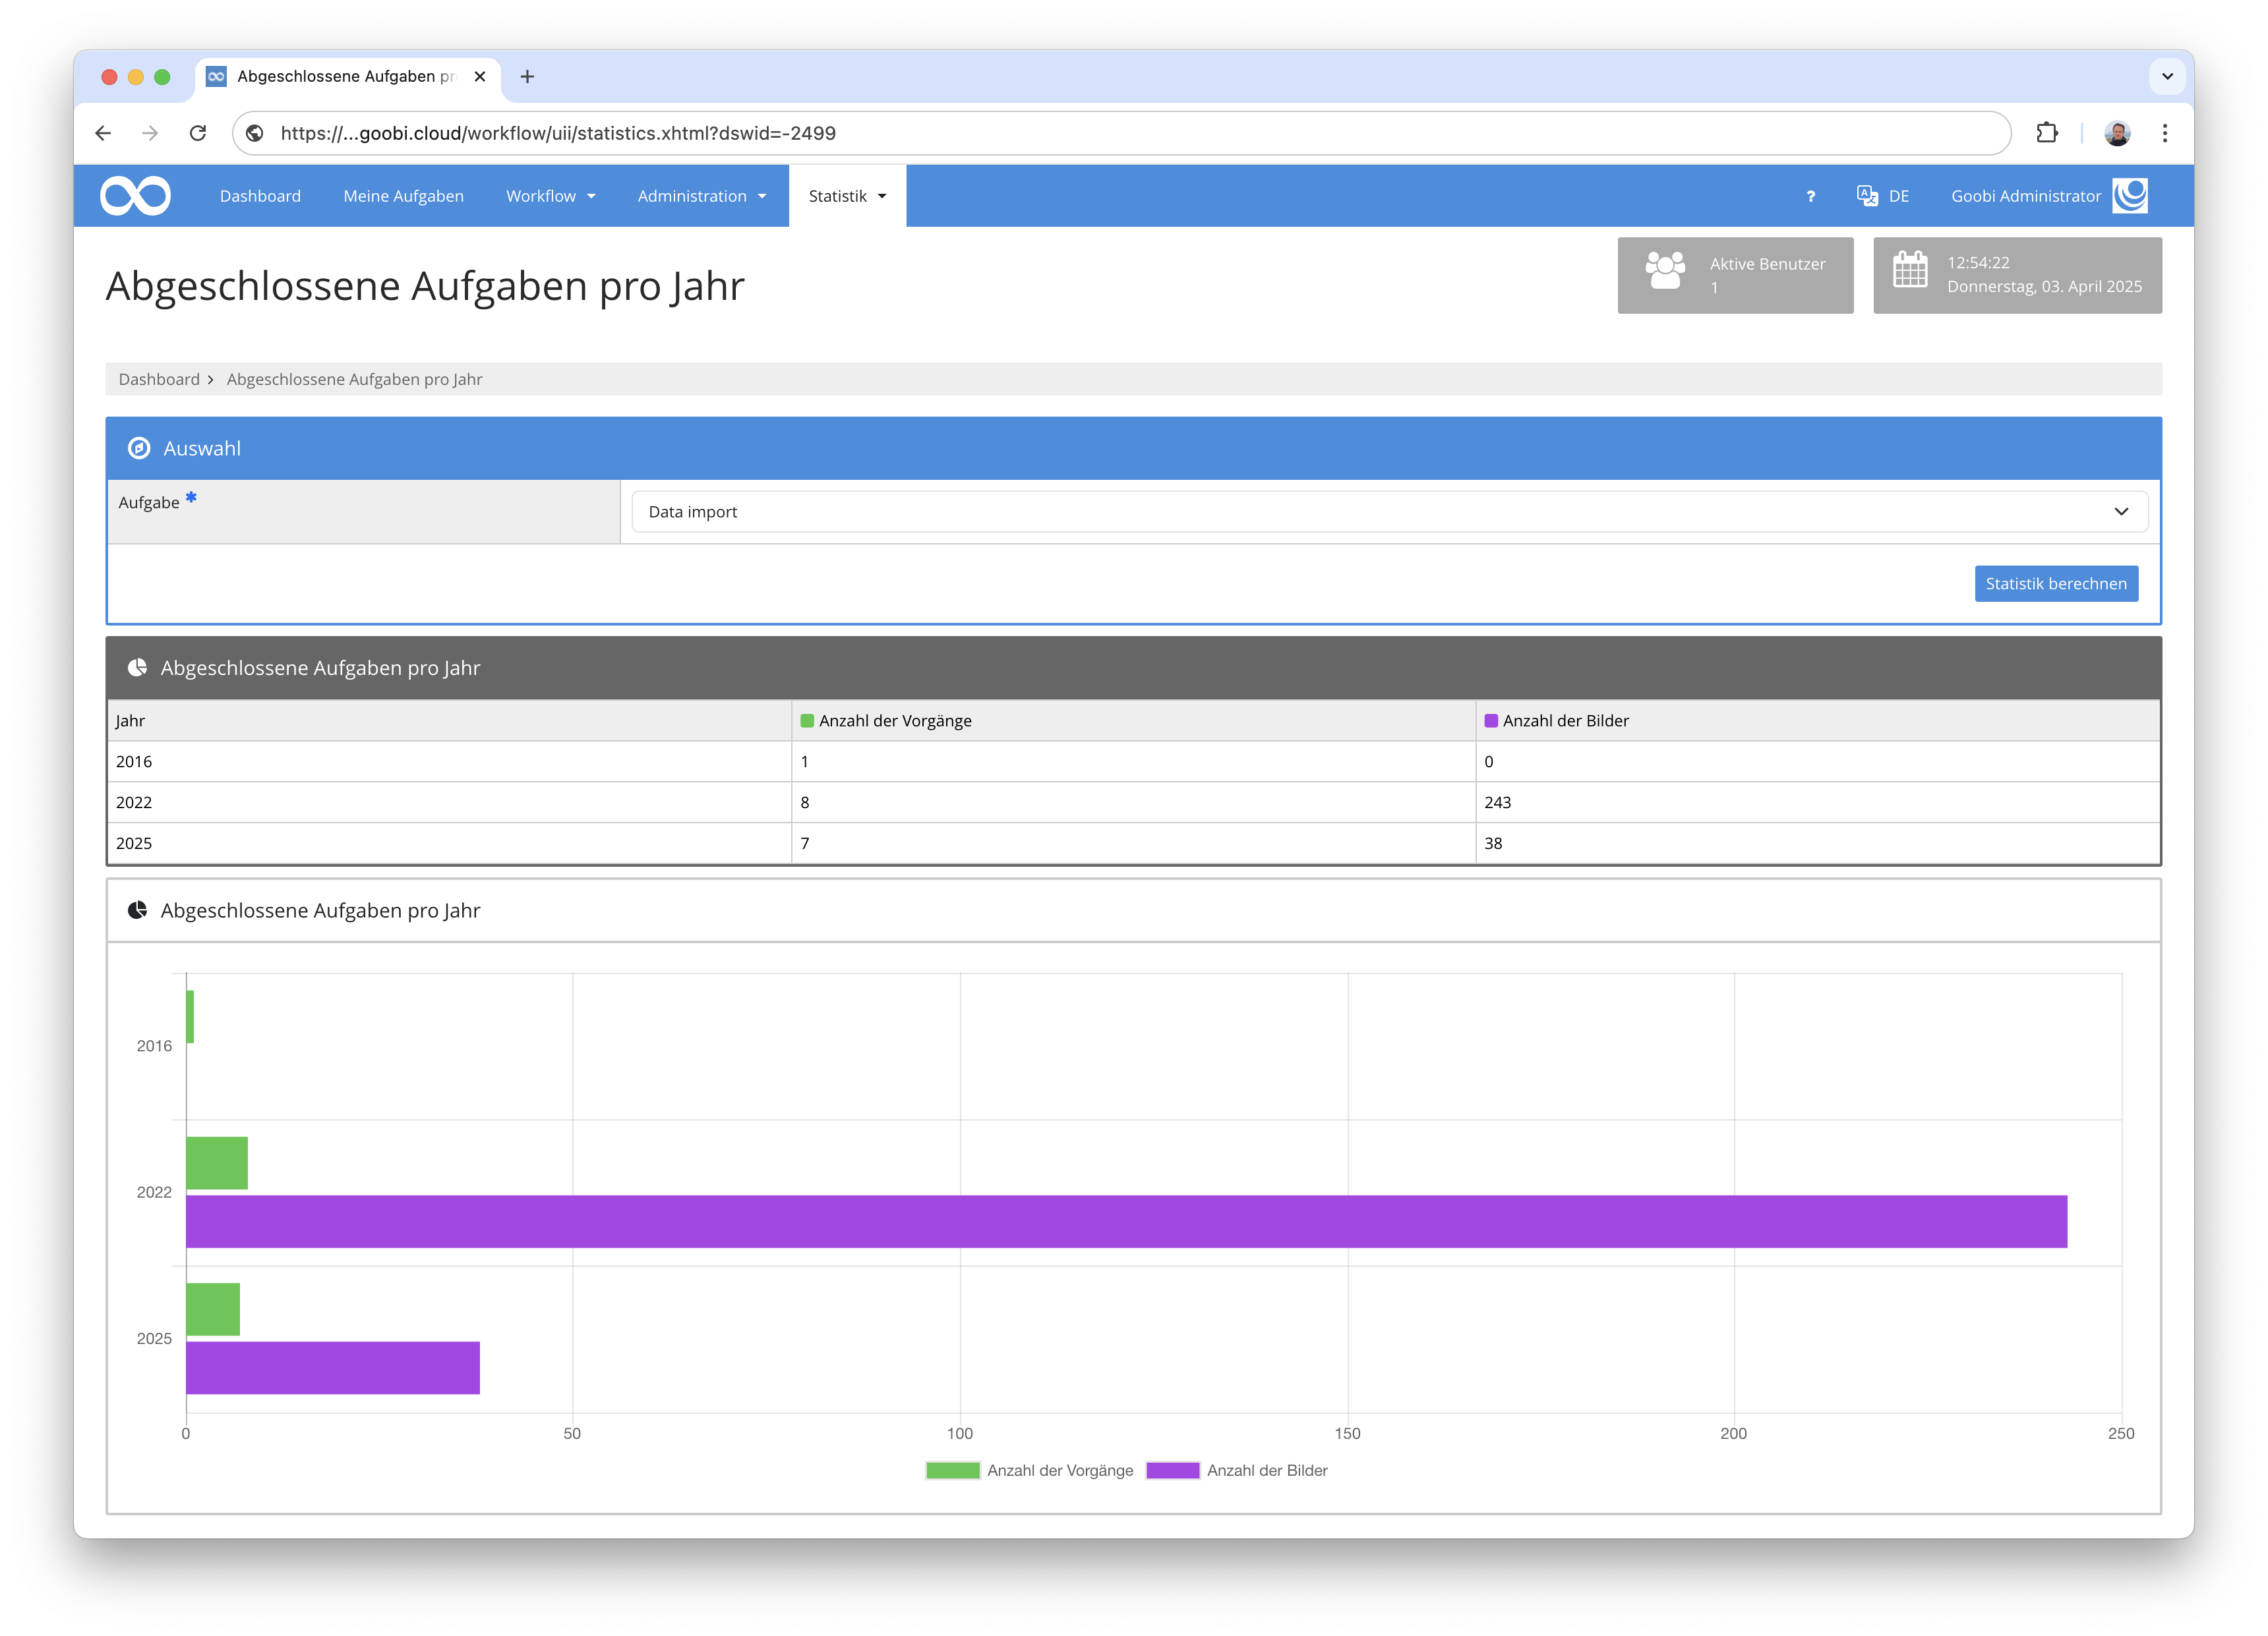 Abgeschlossene Aufgaben pr
https://...goobi.cloud/workflow/uii/statistics.xhtml?dswid=-2499
Dashboard Meine Aufgaben Workflow Administration Statistik ? DE Goobi Administrator
Abgeschlossene Aufgaben pro Jahr
Aktive Benutzer
1
12:54:22
Donnerstag, 03. April 2025
Dashboard > Abgeschlossene Aufgaben pro Jahr
Auswahl
Aufgabe * Data import
Statistik berechnen
Abgeschlossene Aufgaben pro Jahr
Jahr Anzahl der Vorgänge Anzahl der Bilder
2016 1 0
2022 8 243
2025 7 38
Abgeschlossene Aufgaben pro Jahr
2016
2022
2025
0 50 100 150 200 250
Anzahl der Vorgänge Anzahl der Bilder